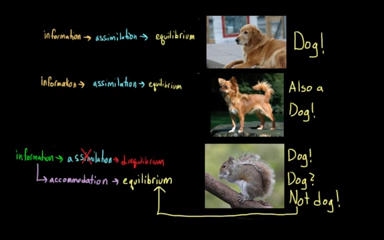 information → assimilation → equilibrium
Dog!
information → assimilation → equilibrium
Also a
Dog!
information → assimilation → disequilibrium
Dog!
→ accommodation → equilibrium
Dog?
Not dog!